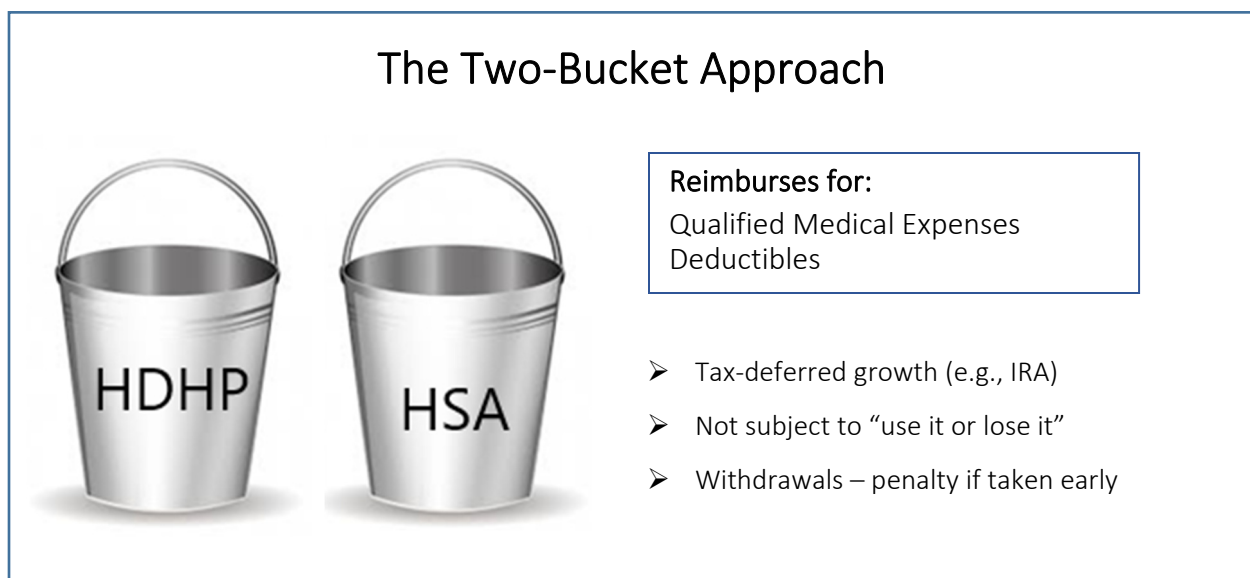 The Two-Bucket Approach
HDHP
HSA
Reimburses for:
Qualified Medical Expenses
Deductibles
➢ Tax-deferred growth (e.g., IRA)
➢ Not subject to “use it or lose it”
➢ Withdrawals – penalty if taken early